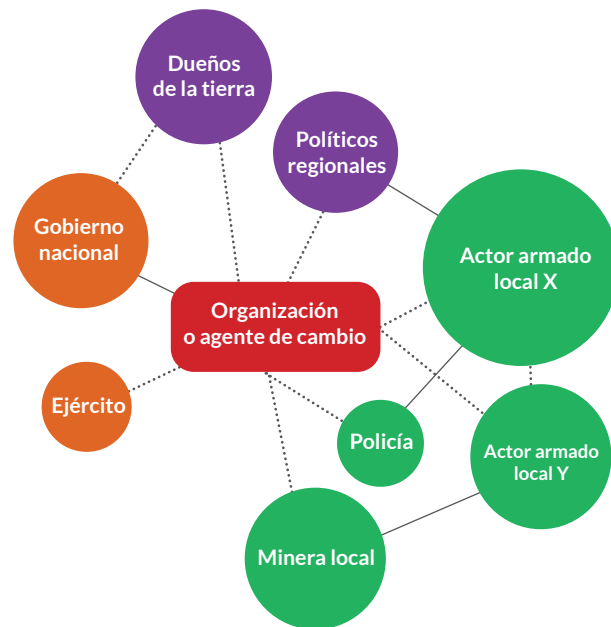 Dueños
de la tierra
Políticos
regionales
Gobierno
nacional
Actor armado
local X
Organización
o agente de cambio
Ejército
Policía
Actor armado
local Y
Minera local